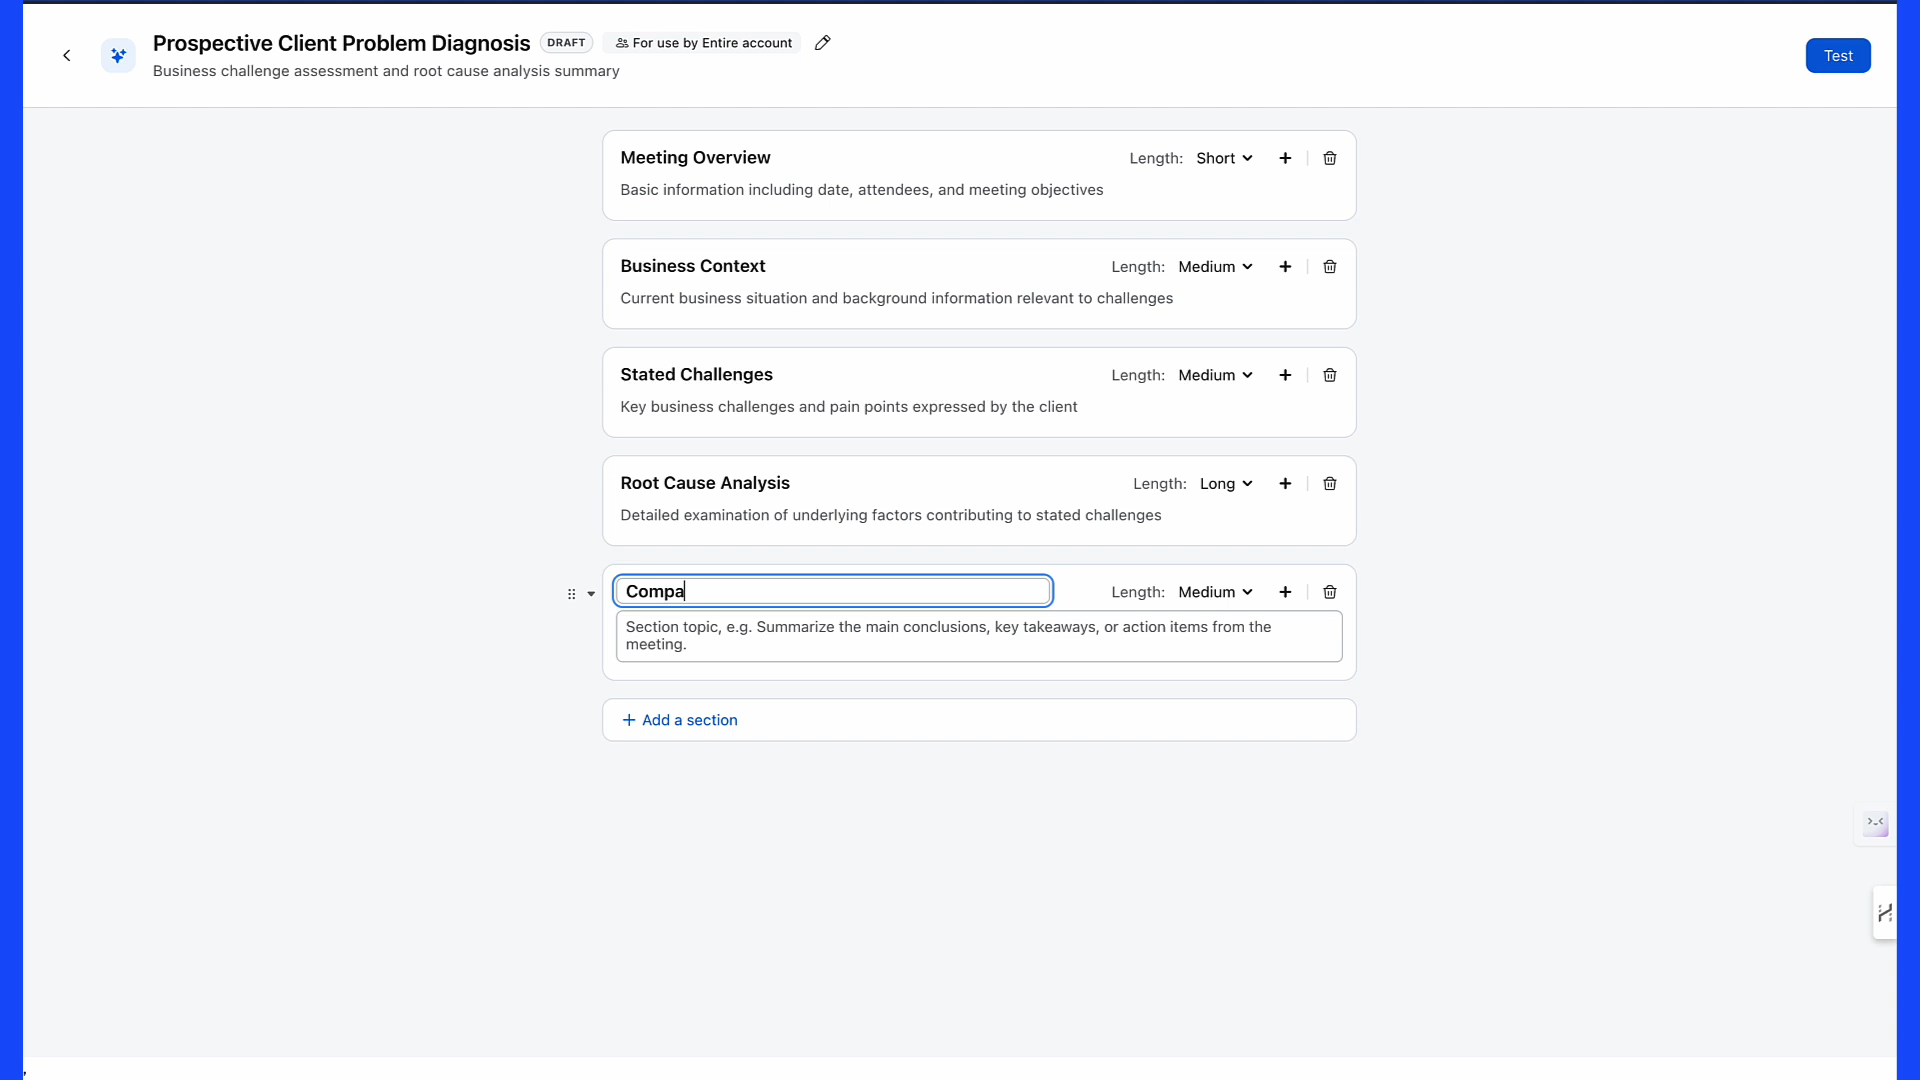 Prospective Client Problem Diagnosis DRAFT For use by Entire account
Business challenge assessment and root cause analysis summary
Test
Meeting Overview Length: Short
Basic information including date, attendees, and meeting objectives
Business Context Length: Medium
Current business situation and background information relevant to challenges
Stated Challenges Length: Medium
Key business challenges and pain points expressed by the client
Root Cause Analysis Length: Long
Detailed examination of underlying factors contributing to stated challenges
Compa Length: Medium
Section topic, e.g. Summarize the main conclusions, key takeaways, or action items from the
meeting.
+ Add a section